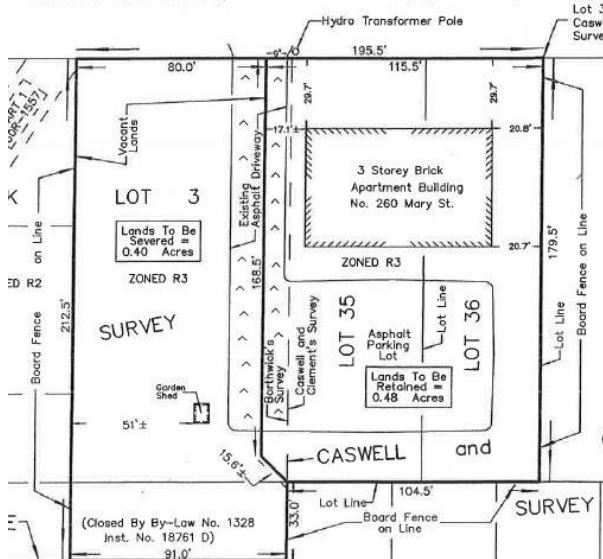 Hydro Transformer Pole
Lot 3
Casw
Surve
195.5'
9"
80.0'
115.5'
29.7'
29.7'
17.1'±
20.8'
Vacant
Lands
Existing
Asphalt Driveway
3 Storey Brick
Apartment Building
No. 260 Mary St.
LOT 3
Lands To Be
Severed =
0.40 Acres
ZONED R3
ED R2
K
Board Fence on Line
212.5'
168.5'
20.7'
ZONED R3
179.5'
Board Fence on Line
Lot Line
Lot Line
SURVEY
LOT 35
LOT 36
Asphalt
Parking
Lot
Lands To Be
Retained =
0.48 Acres
Borthwick's
Survey
Caswell and
Clement's Survey
Garden
Shed
51'±
15.6'±
CASWELL and
104.5'
Lot Line
SURVEY
33.0'
Board Fence
on Line
(Closed By By-Law No. 1328
Inst. No. 18761 D)
91.0'
E